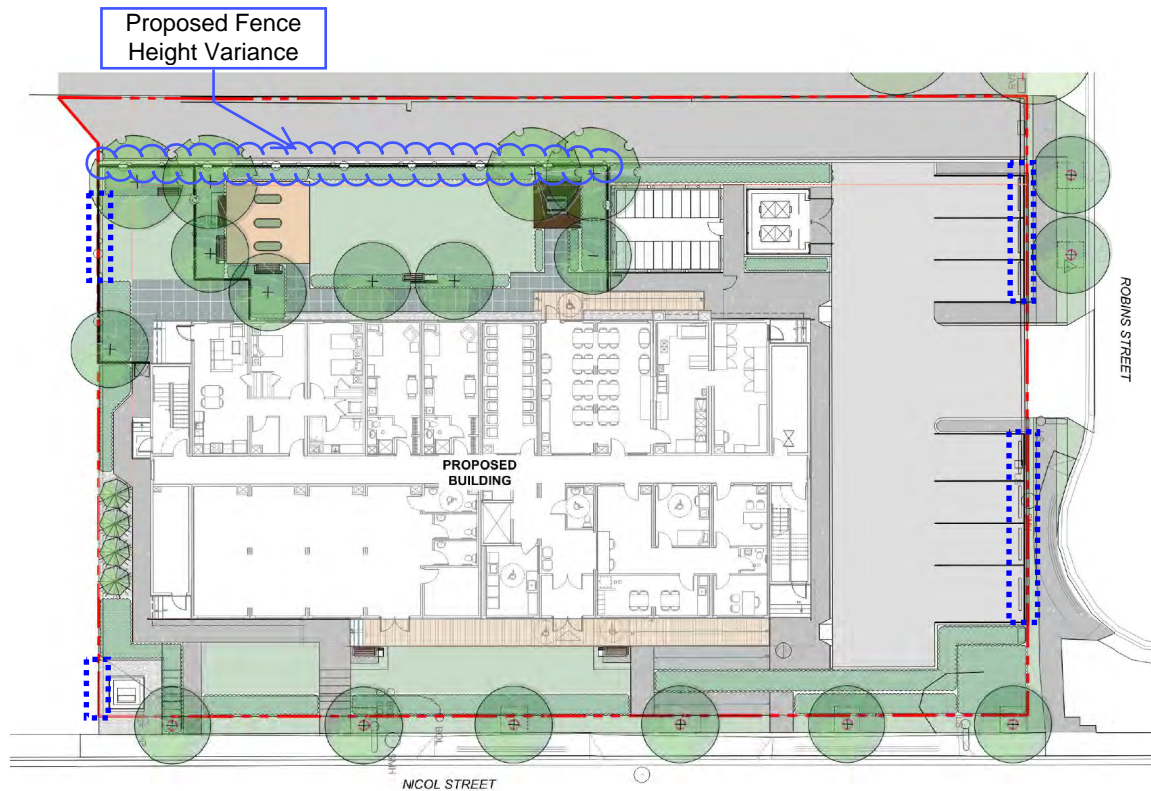 Proposed Fence
Height Variance
ROBINS STREET
PROPOSED
BUILDING
NICOL STREET